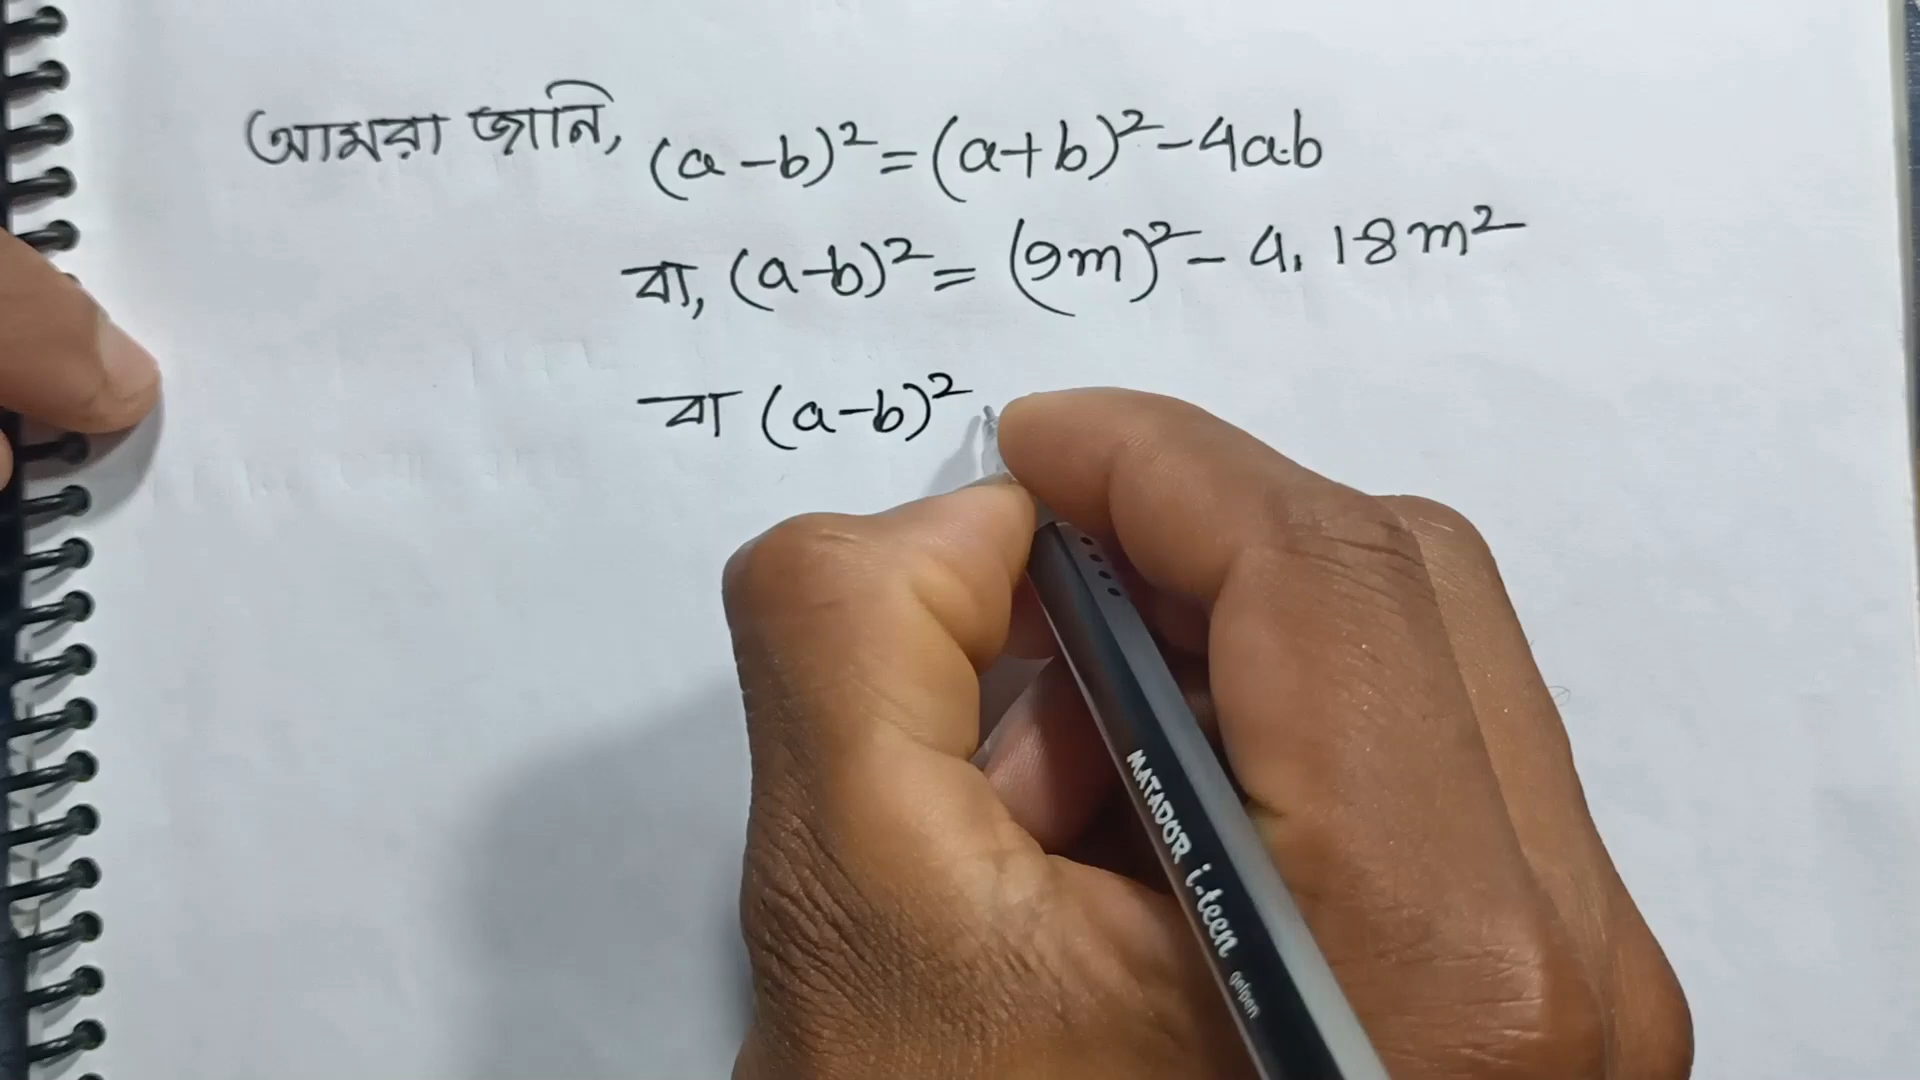 আমরা জানি, (a-b)² = (a+b)² - 4ab
বা, (a-b)² = (9m)² - 4.18m²
বা (a-b)²
MATADOR i-teen gelpen